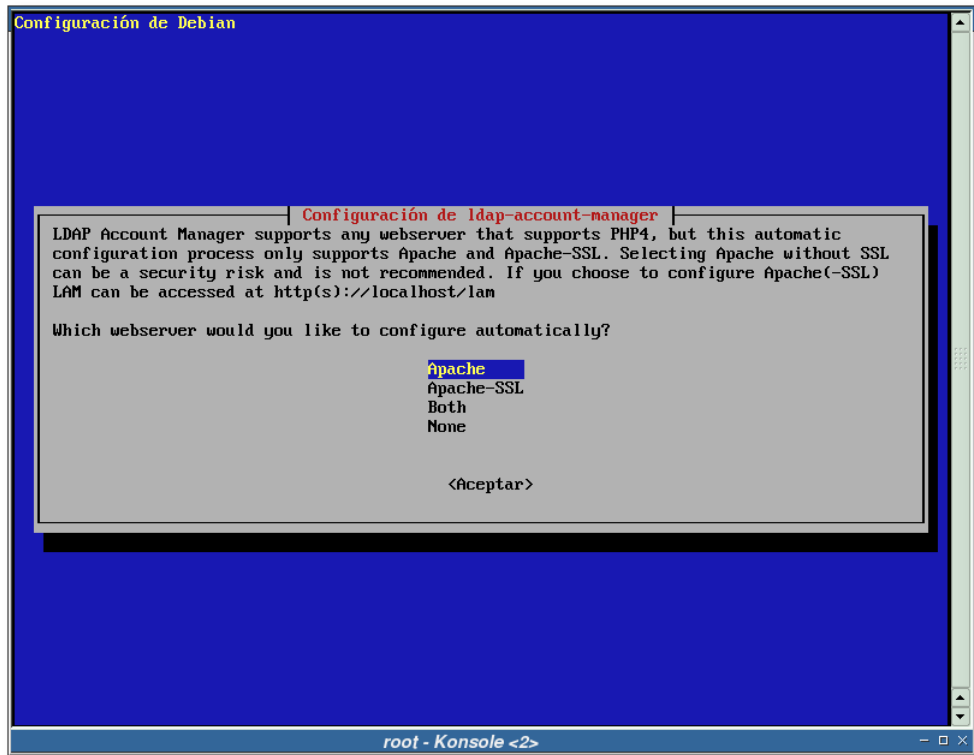 Configuración de Debian
Configuración de ldap-account-manager
LDAP Account Manager supports any webserver that supports PHP4, but this automatic
configuration process only supports Apache and Apache-SSL. Selecting Apache without SSL
can be a security risk and is not recommended. If you choose to configure Apache(-SSL)
LAM can be accessed at http(s)://localhost/lam
Which webserver would you like to configure automatically?
Apache
Apache-SSL
Both
None
<Aceptar>
root - Konsole <2>